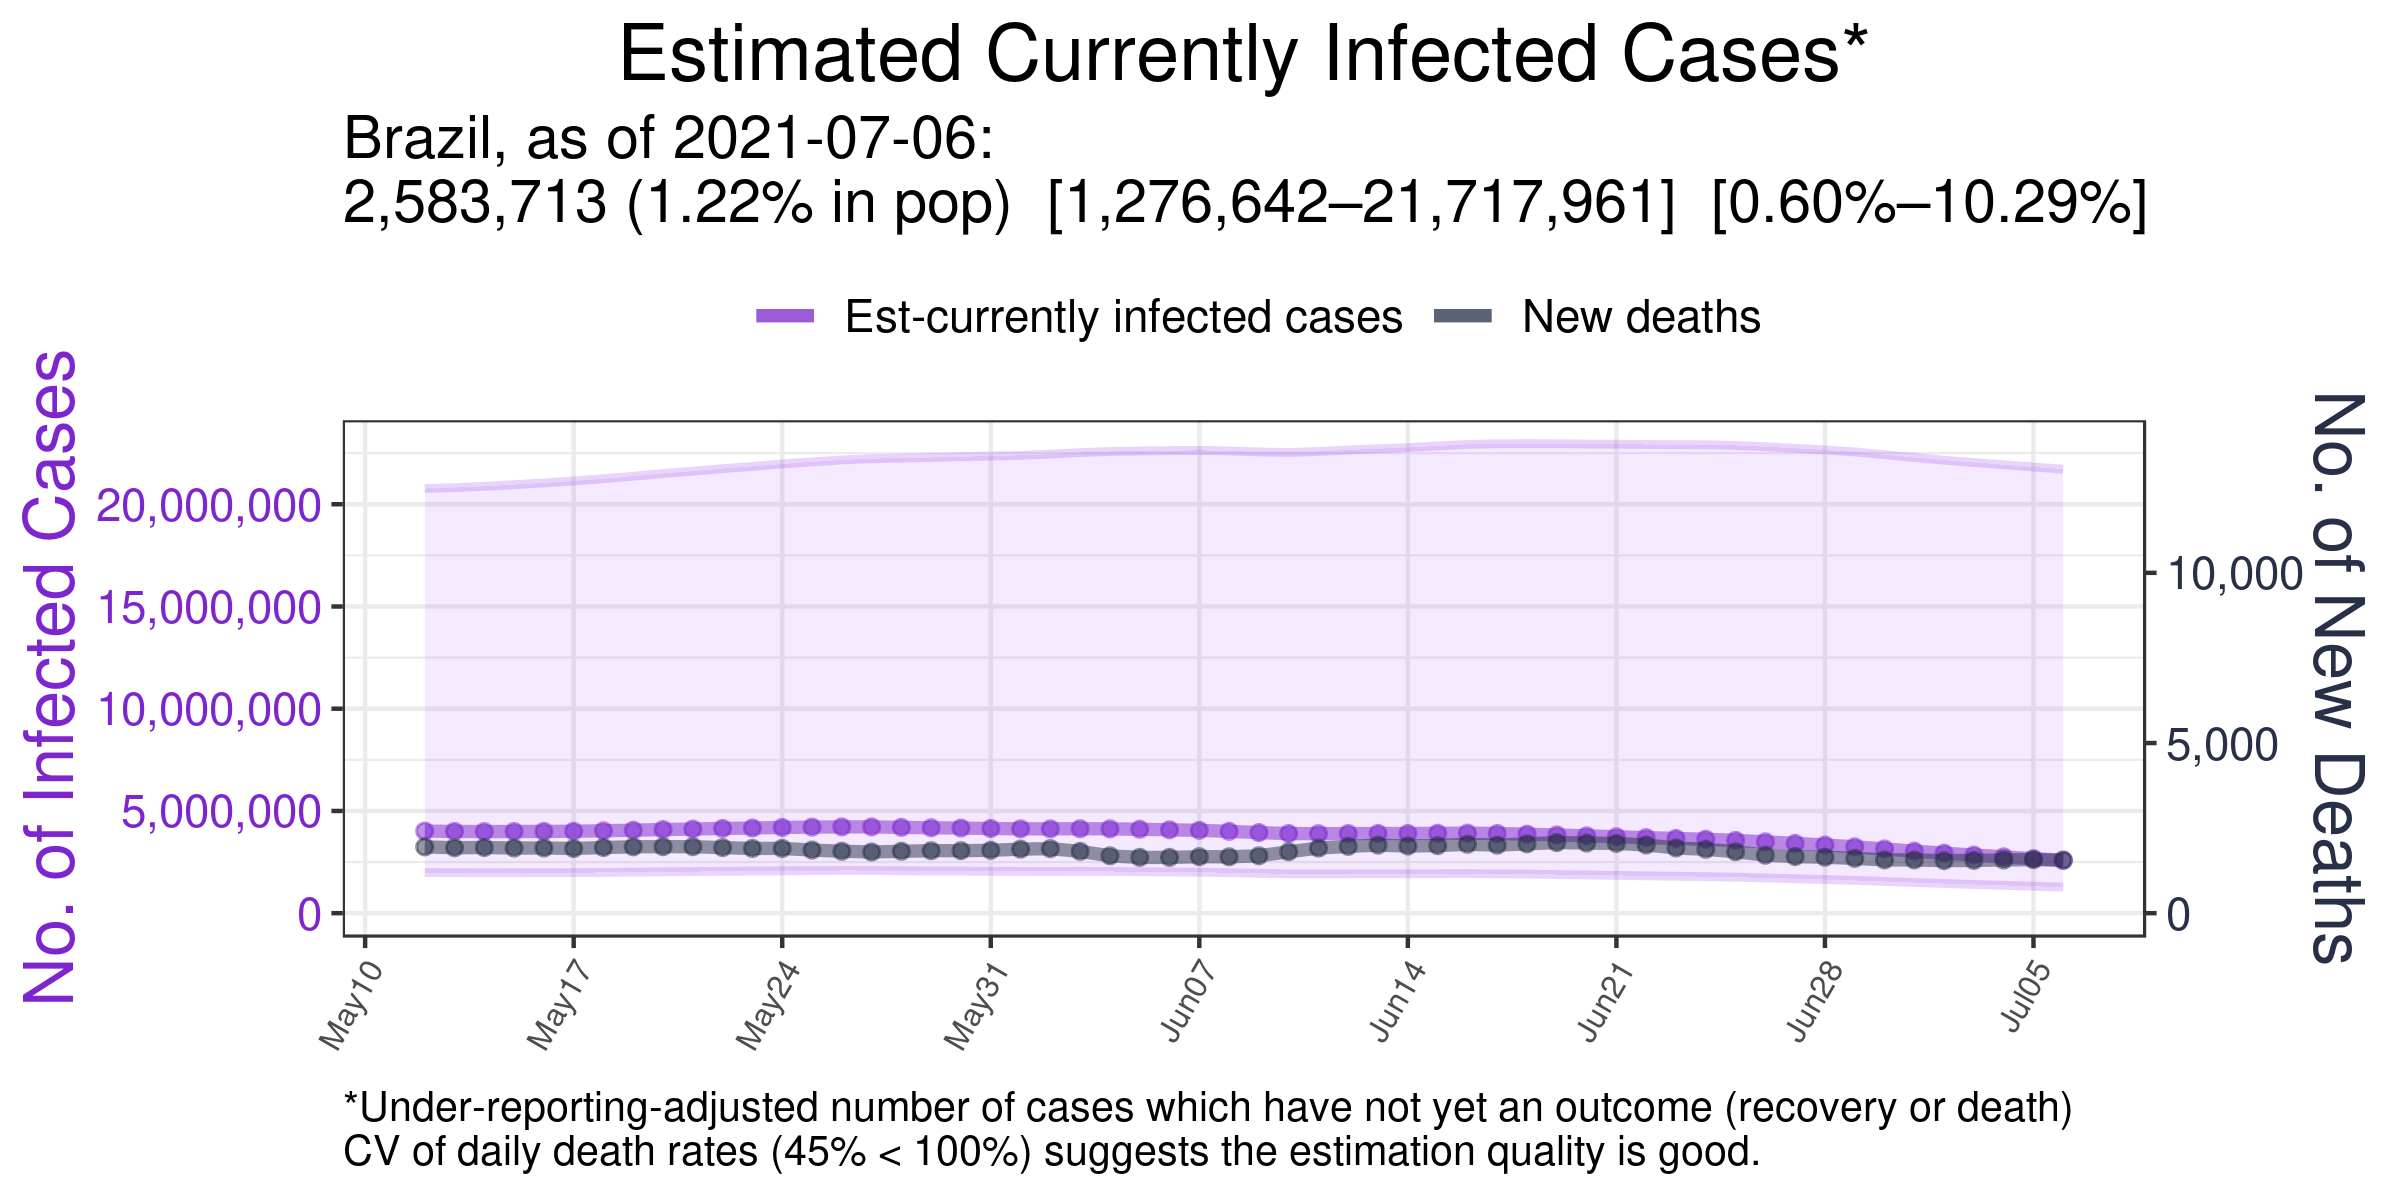 Estimated Currently Infected Cases*
Brazil, as of 2021-07-06:
2,583,713 (1.22% in pop) [1,276,642–21,717,961] [0.60%–10.29%]
Est-currently infected cases New deaths
No. of Infected Cases
20,000,000
15,000,000
10,000,000
5,000,000
0
10,000
5,000
0
No. of New Deaths
May10 May17 May24 May31 Jun07 Jun14 Jun21 Jun28 Jul05
*Under-reporting-adjusted number of cases which have not yet an outcome (recovery or death)
CV of daily death rates (45% < 100%) suggests the estimation quality is good.